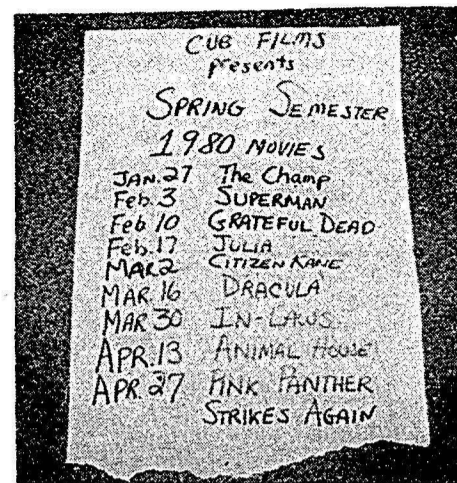 CUB FILMS
presents
SPRING SEMESTER
1980 MOVIES
JAN. 27 The Champ
Feb. 3 SUPERMAN
Feb 10 GRATEFUL DEAD
Feb. 17 JULIA
MAR 2 CITIZEN KANE
MAR. 16 DRACULA
MAR 30 IN-LAWS
APR. 13 ANIMAL HOUSE
APR. 27 PINK PANTHER
STRIKES AGAIN